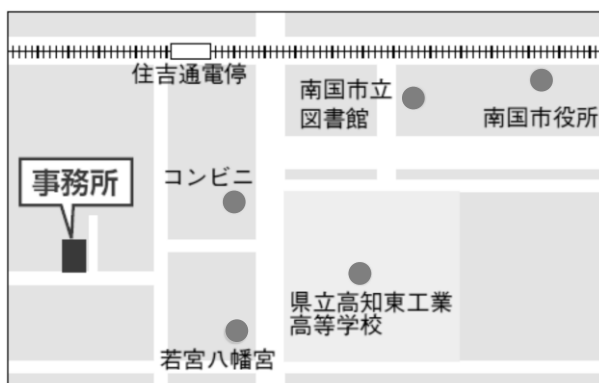 住吉通電停
南国市立
図書館
南国市役所
コンビニ
事務所
県立高知東工業
高等学校
若宮八幡宮